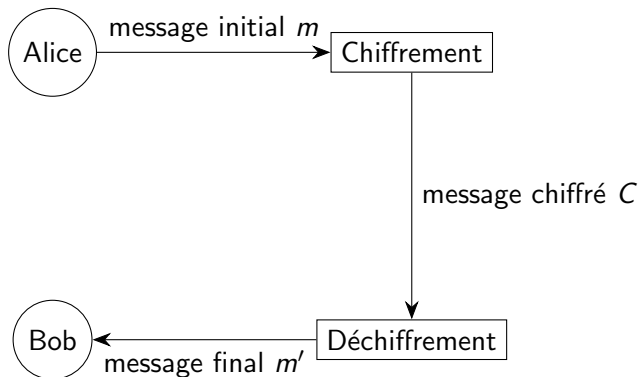 message initial m
Alice
Chiffrement
message chiffré C
Bob
Déchiffrement
message final m′